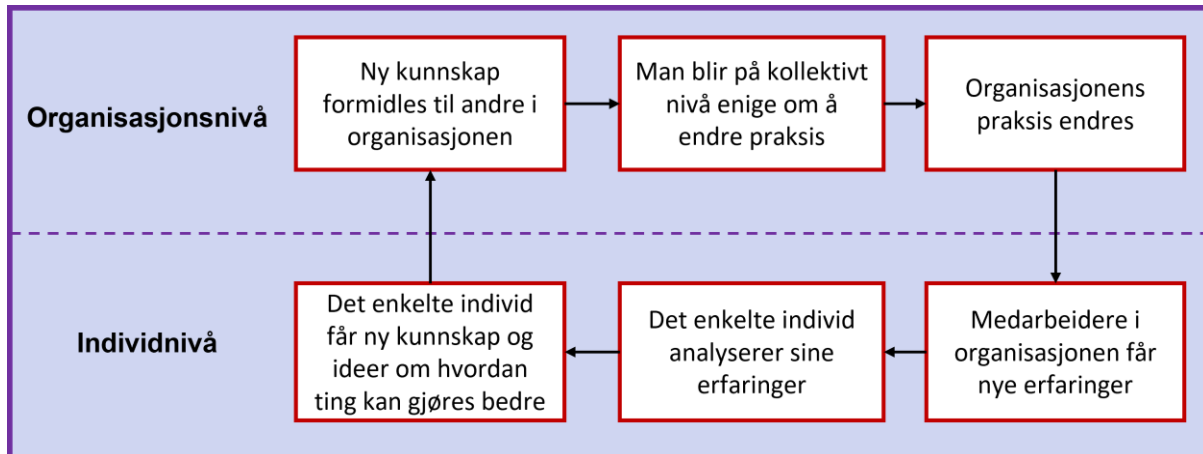 Organisasjonsnivå
Ny kunnskap
formidles til andre i
organisasjonen
Man blir på kollektivt
nivå enige om å
endre praksis
Organisasjonens
praksis endres
Individnivå
Det enkelte individ
får ny kunnskap og
ideer om hvordan
ting kan gjøres bedre
Det enkelte individ
analyserer sine
erfaringer
Medarbeidere i
organisasjonen får
nye erfaringer